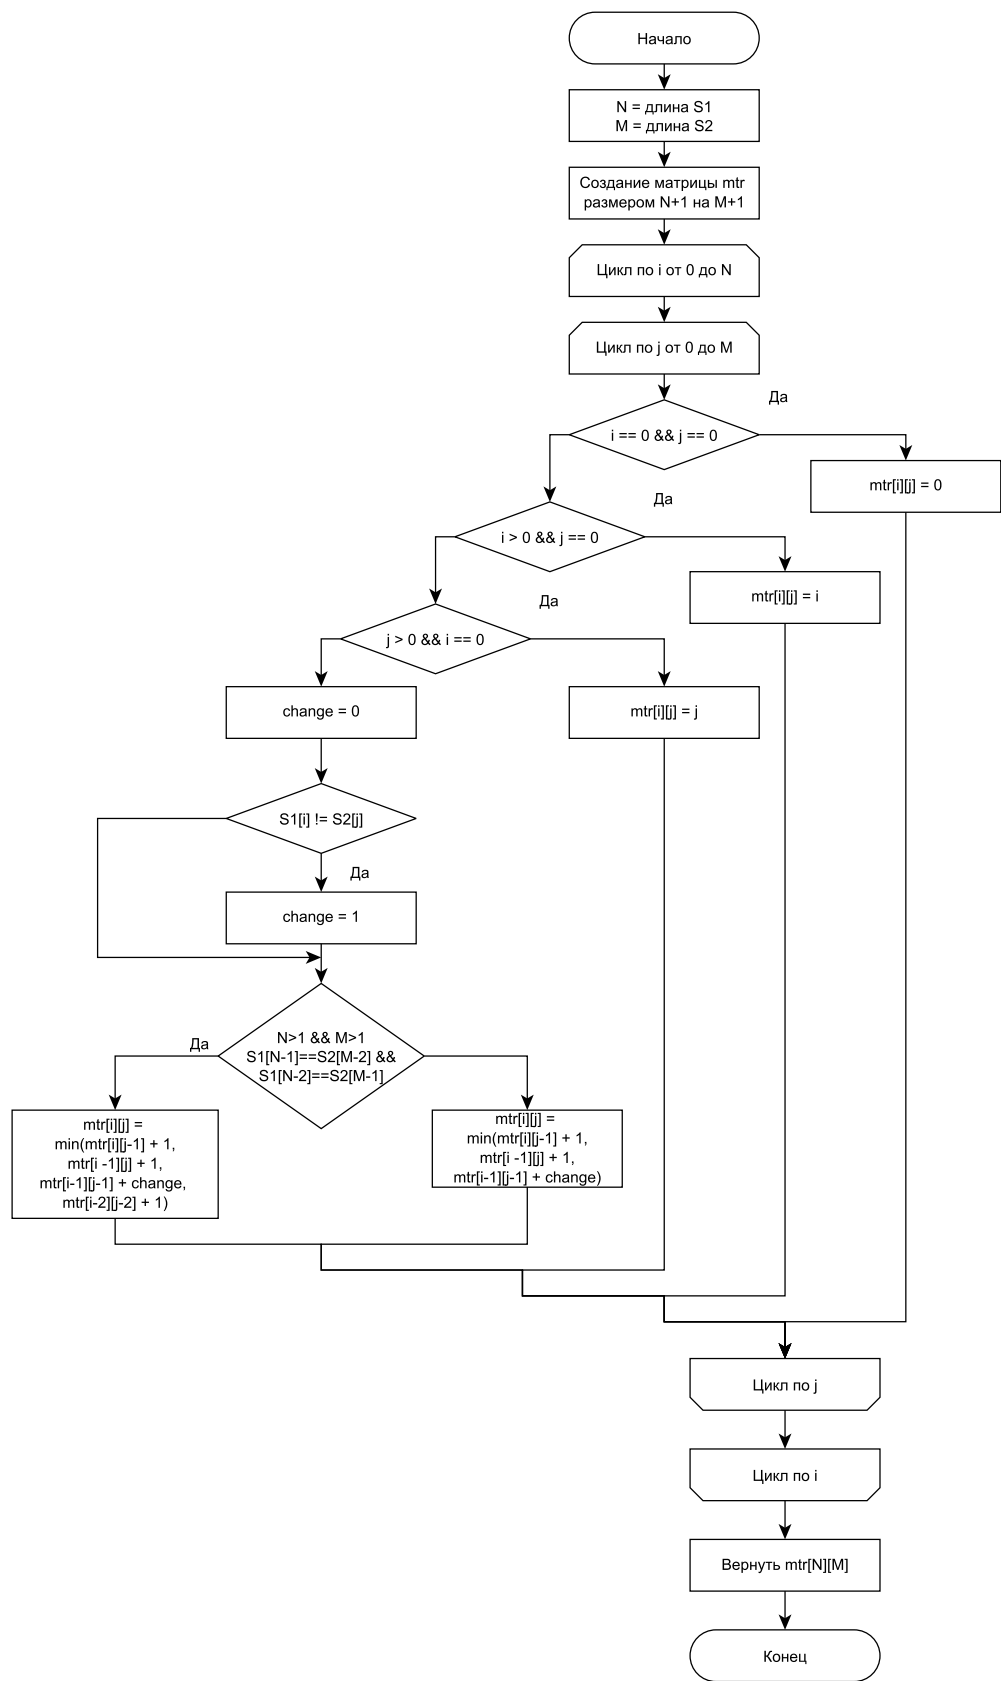 Начало
N = длина S1
M = длина S2
Создание матрицы mtr
размером N+1 на M+1
Цикл по i от 0 до N
Цикл по j от 0 до M
Да
i == 0 && j == 0
mtr[i][j] = 0
Да
i > 0 && j == 0
mtr[i][j] = i
Да
j > 0 && i == 0
change = 0
mtr[i][j] = j
S1[i] != S2[j]
Да
change = 1
Да
N>1 && M>1
S1[N-1]==S2[M-2] &&
S1[N-2]==S2[M-1]
mtr[i][j] =
min(mtr[i][j-1] + 1,
mtr[i -1][j] + 1,
mtr[i-1][j-1] + change,
mtr[i-2][j-2] + 1)
mtr[i][j] =
min(mtr[i][j-1] + 1,
mtr[i -1][j] + 1,
mtr[i-1][j-1] + change)
Цикл по j
Цикл по i
Вернуть mtr[N][M]
Конец